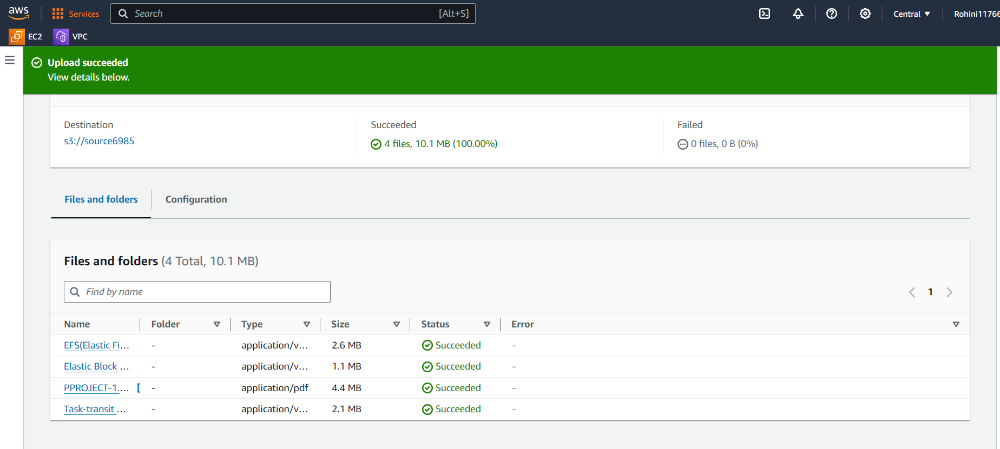 aws Services Search [Alt+S] Central Rohini11766
EC2 VPC
Upload succeeded
View details below.
Destination Succeeded Failed
s3://source6985 4 files, 10.1 MB (100.00%) 0 files, 0 B (0%)
Files and folders Configuration
Files and folders (4 Total, 10.1 MB)
Find by name 1
Name Folder Type Size Status Error
EFS(Elastic Fi... - application/v... 2.6 MB Succeeded -
Elastic Block ... - application/v... 1.1 MB Succeeded -
PPROJECT-1.... - application/pdf 4.4 MB Succeeded -
Task-transit ... - application/v... 2.1 MB Succeeded -